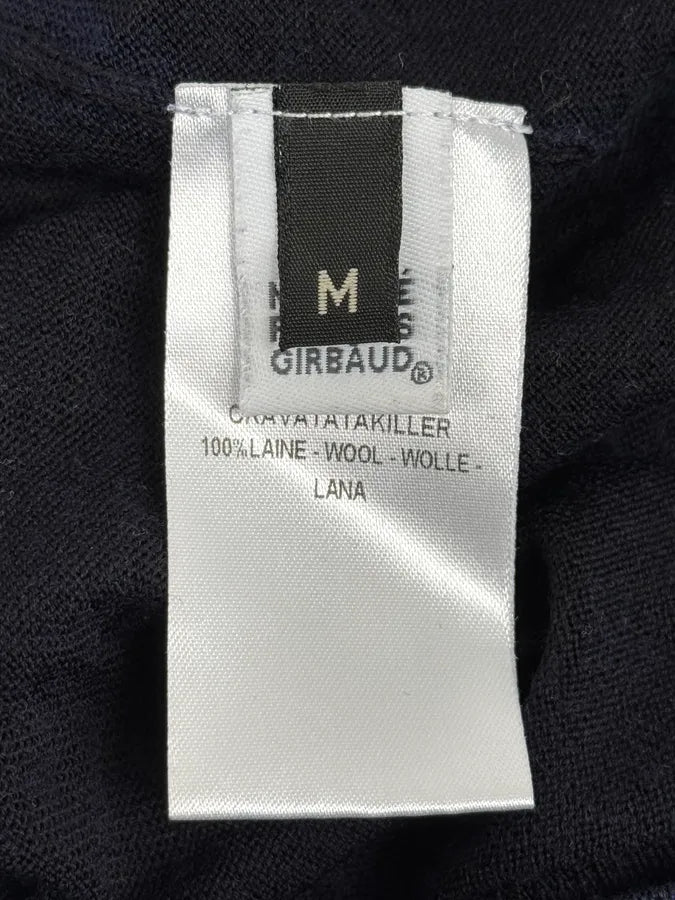 M
GIRBAUD®
CRAVATATAKILLER
100% LAINE - WOOL - WOLLE -
LANA